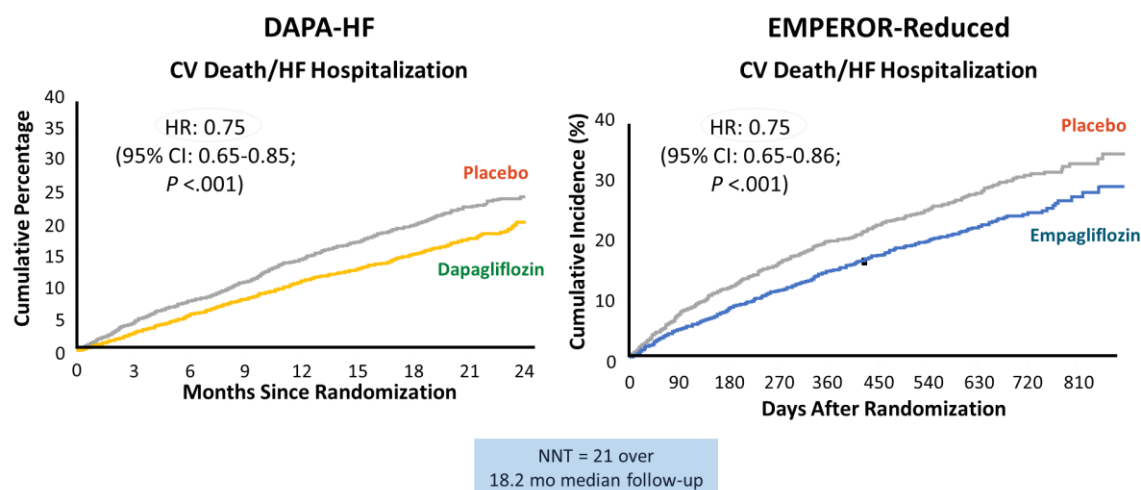 DAPA-HF
CV Death/HF Hospitalization
Cumulative Percentage
40
35
30
25
20
15
10
5
0
HR: 0.75
(95% CI: 0.65-0.85;
P <.001)
Placebo
Dapagliflozin
0 3 6 9 12 15 18 21 24
Months Since Randomization
EMPEROR-Reduced
CV Death/HF Hospitalization
Cumulative Incidence (%)
40
30
20
10
0
HR: 0.75
(95% CI: 0.65-0.86;
P <.001)
Placebo
Empagliflozin
0 90 180 270 360 450 540 630 720 810
Days After Randomization
NNT = 21 over
18.2 mo median follow-up